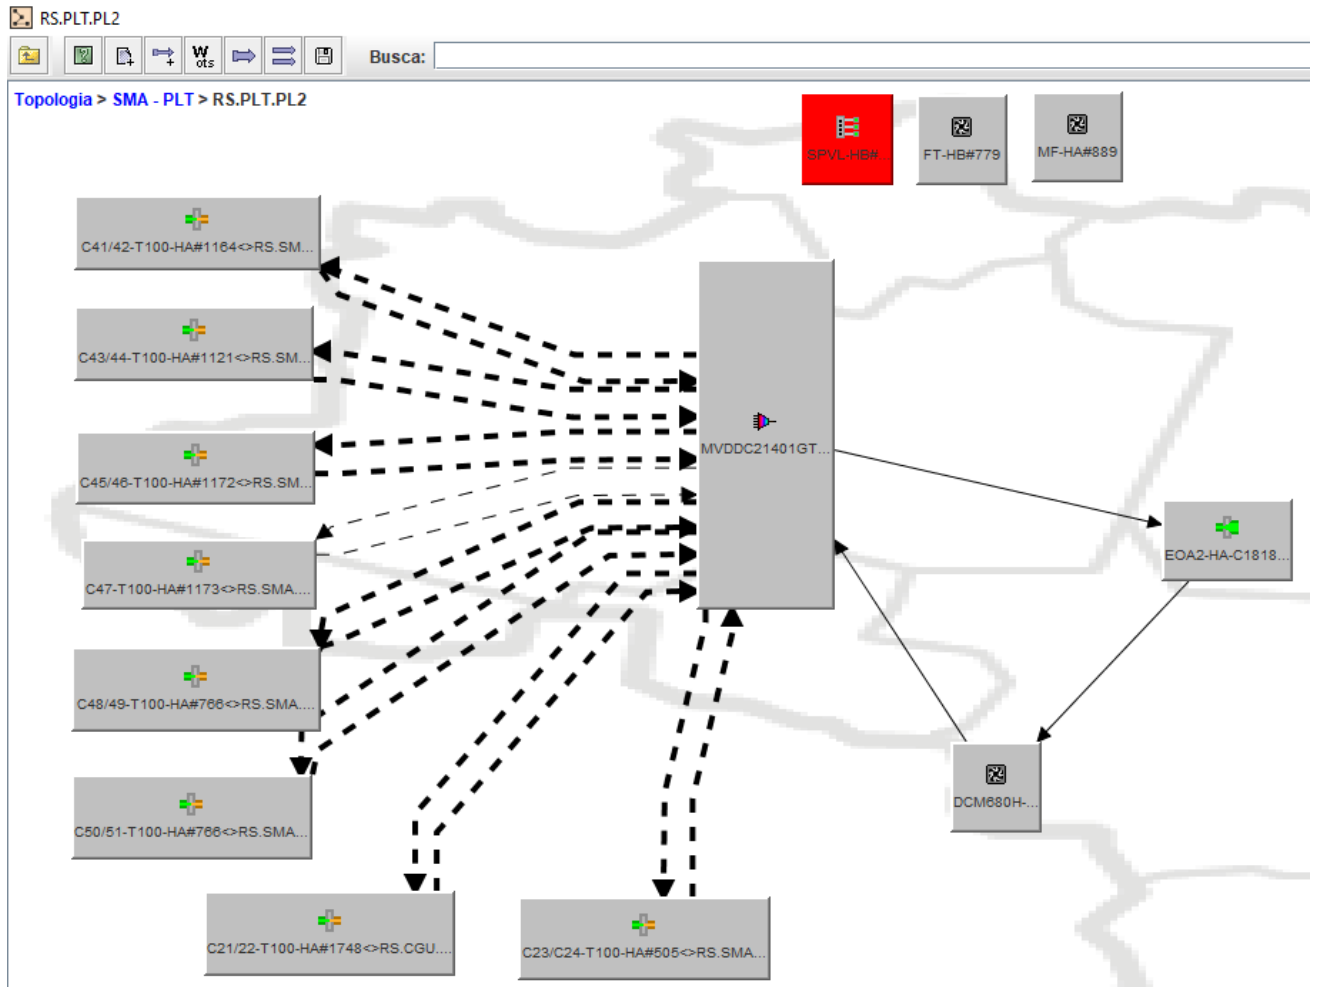 RS.PLT.PL2
W
ots
Busca:
Topologia > SMA - PLT > RS.PLT.PL2
SPVL-HB#...
FT-HB#779
MF-HA#889
C41/42-T100-HA#1164<>RS.SM...
C43/44-T100-HA#1121<>RS.SM...
MVDDC21401GT...
C45/46-T100-HA#1172<>RS.SM...
EOA2-HA-C1818...
C47-T100-HA#1173<>RS.SMA....
C48/49-T100-HA#766<>RS.SMA....
DCM680H-...
C50/51-T100-HA#766<>RS.SMA...
C21/22-T100-HA#1748<>RS.CGU....
C23/C24-T100-HA#505<>RS.SMA...